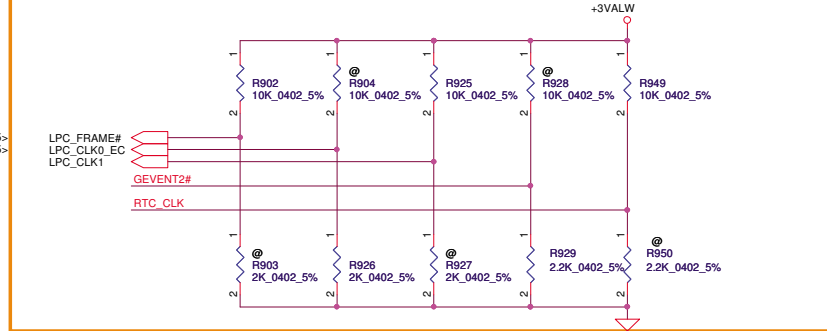 +3VALW
1 1 1 1 1
@ @
R902 R904 R925 R928 R949
10K_0402_5% 10K_0402_5% 10K_0402_5% 10K_0402_5% 10K_0402_5%
2 2 2 2 2
LPC_FRAME#
LPC_CLK0_EC
LPC_CLK1
GEVENT2#
RTC_CLK
1 1 1 1 1
@ @ @
R903 R926 R927 R929 R950
2K_0402_5% 2K_0402_5% 2K_0402_5% 2.2K_0402_5% 2.2K_0402_5%
2 2 2 2 2